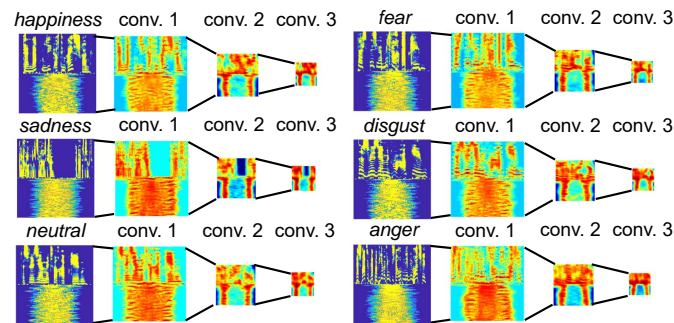 happiness conv. 1 conv. 2 conv. 3 fear conv. 1 conv. 2 conv. 3
sadness conv. 1 conv. 2 conv. 3 disgust conv. 1 conv. 2 conv. 3
neutral conv. 1 conv. 2 conv. 3 anger conv. 1 conv. 2 conv. 3